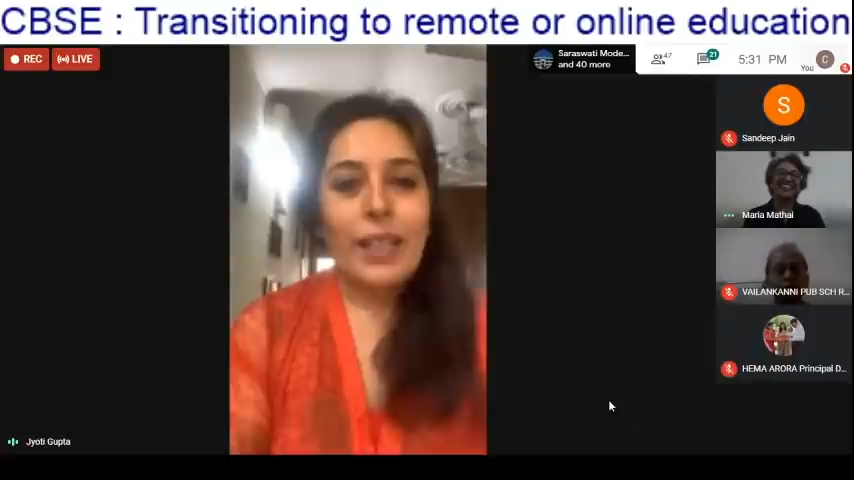 CBSE : Transitioning to remote or online education
REC
LIVE
Saraswati Mode...
and 40 more
47
21
5:31 PM
You
C
S
Sandeep Jain
Maria Mathai
VAILANKANNI PUB SCH R...
HEMA ARORA Principal D...
Jyoti Gupta